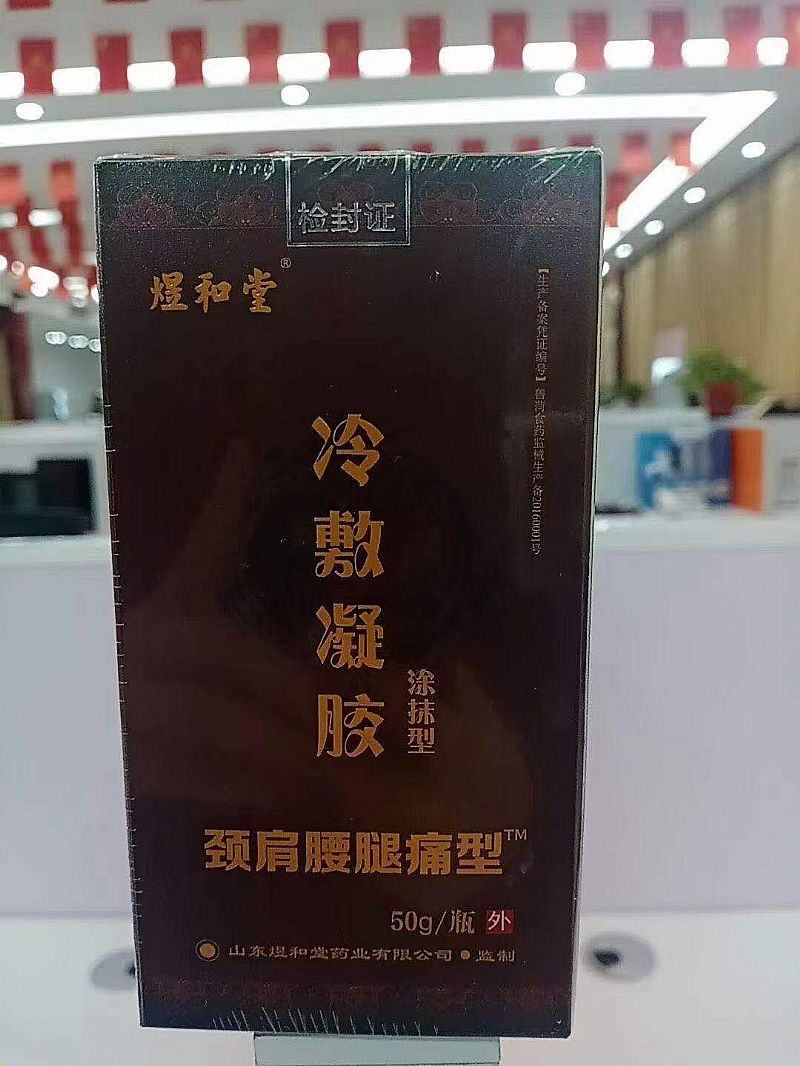 检封证
煜和堂®
【生产备案凭证编号】鲁菏食药监械生产备20160001号
冷敷凝胶
涂抹型
颈肩腰腿痛型™
50g/瓶 外
山东煜和堂药业有限公司•监制